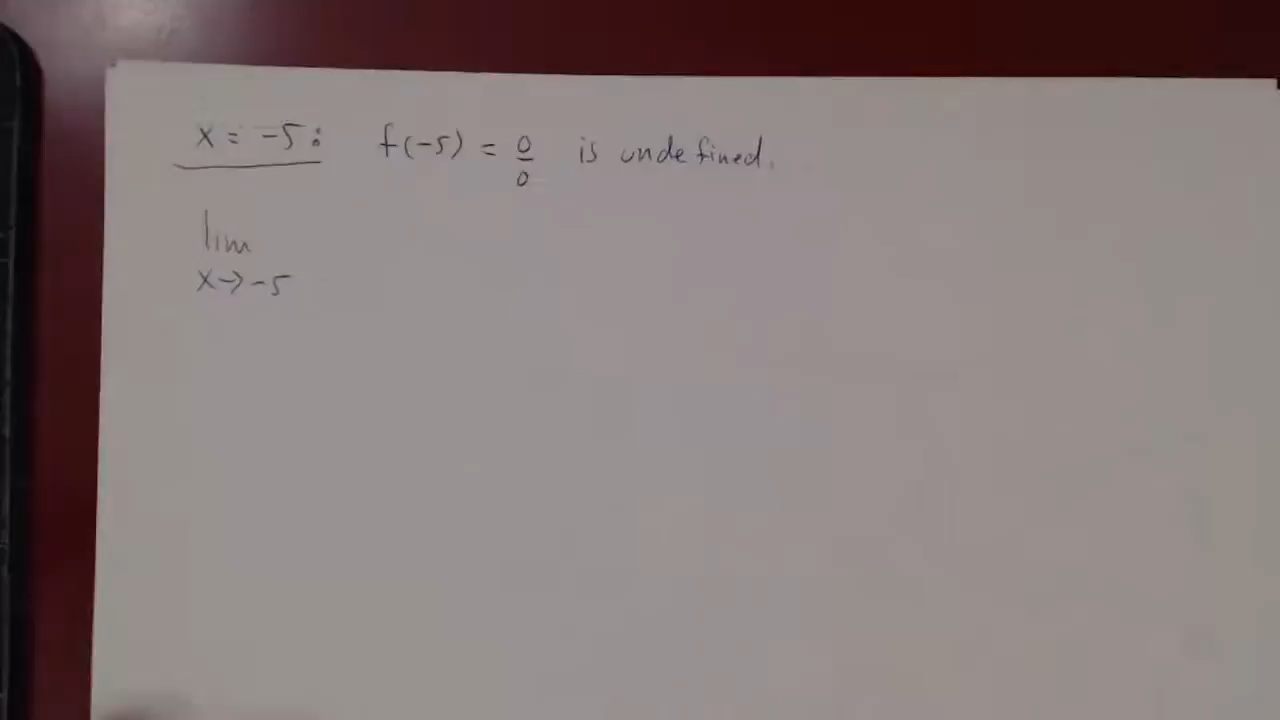 x = -5: f(-5) = 0/0 is undefined.
lim
x→-5